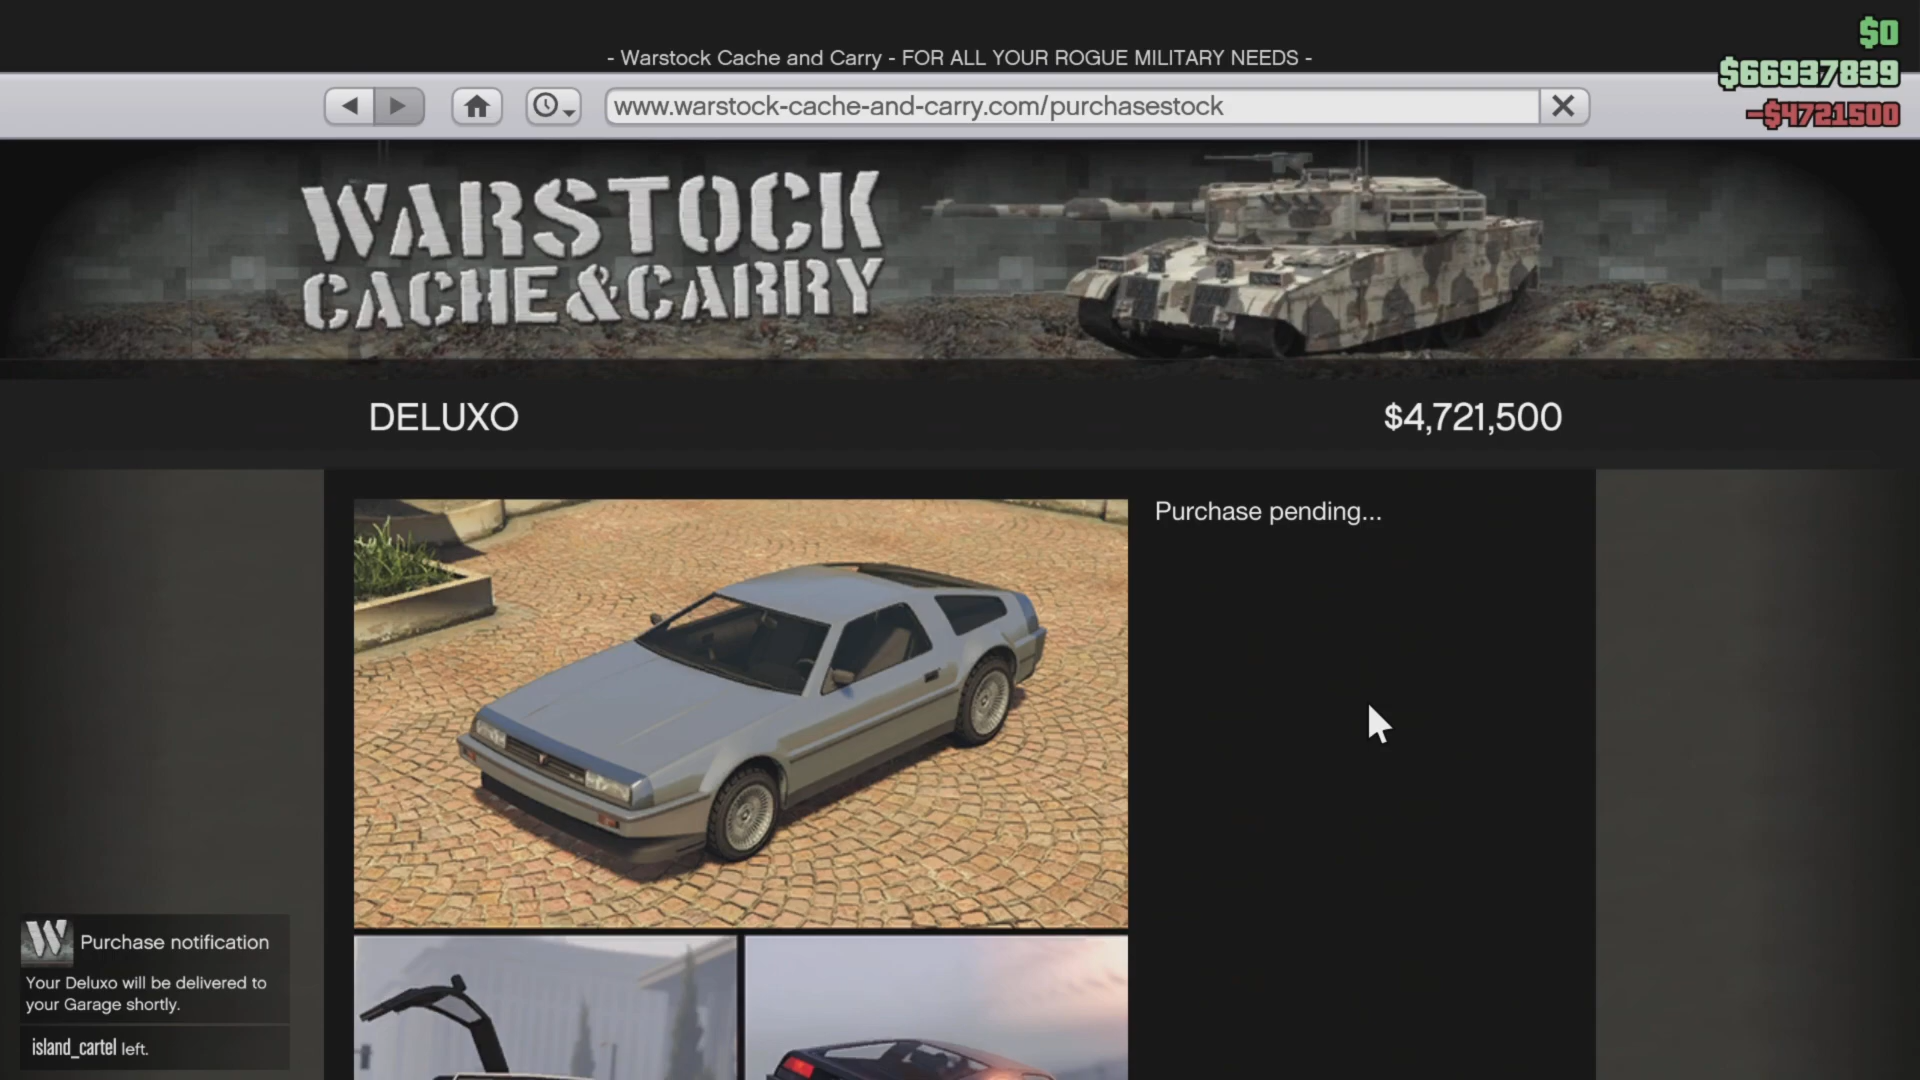 $0
- Warstock Cache and Carry - FOR ALL YOUR ROGUE MILITARY NEEDS -
$66937839
www.warstock-cache-and-carry.com/purchasestock
-$4721500
WARSTOCK
CACHE&CARRY
DELUXO
$4,721,500
Purchase pending...
W
Purchase notification
Your Deluxo will be delivered to
your Garage shortly.
island_cartel left.